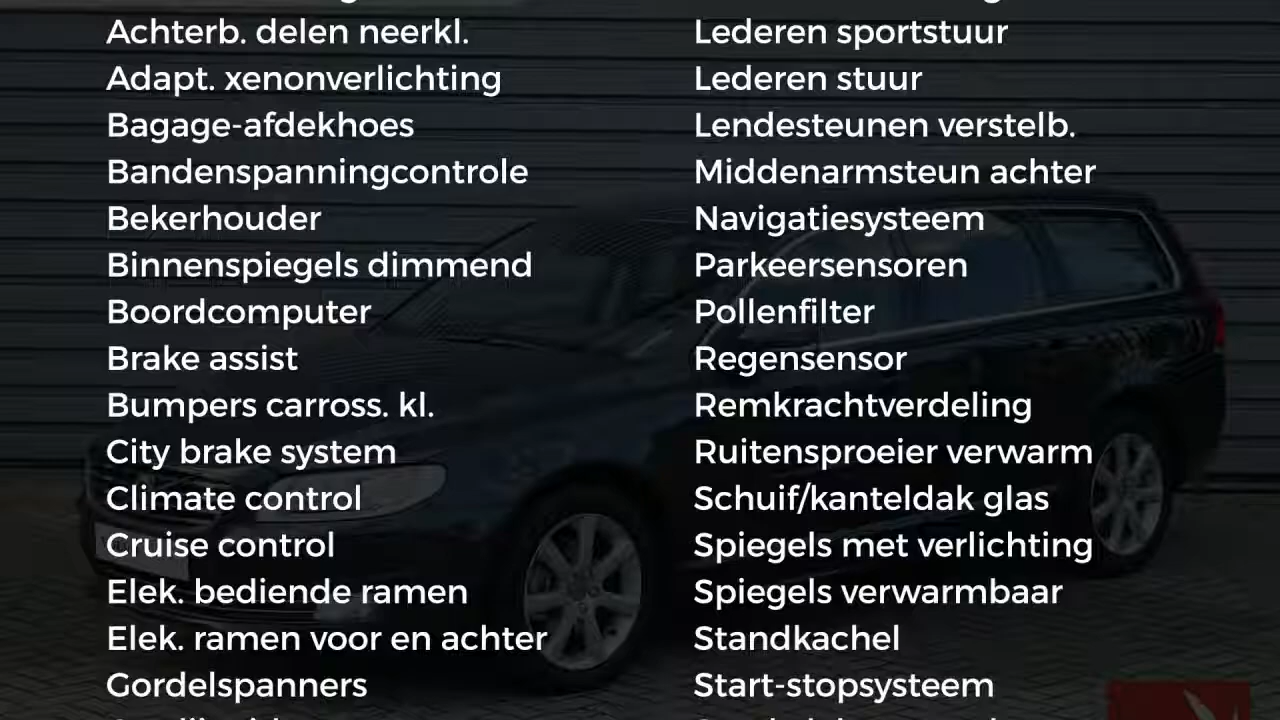 Achterb. delen neerkl.
Adapt. xenonverlichting
Bagage-afdekhoes
Bandenspanningcontrole
Bekerhouder
Binnenspiegels dimmend
Boordcomputer
Brake assist
Bumpers carross. kl.
City brake system
Climate control
Cruise control
Elek. bediende ramen
Elek. ramen voor en achter
Gordelspanners
Lederen sportstuur
Lederen stuur
Lendesteunen verstelb.
Middenarmsteun achter
Navigatiesysteem
Parkeersensoren
Pollenfilter
Regensensor
Remkrachtverdeling
Ruitensproeier verwarm
Schuif/kanteldak glas
Spiegels met verlichting
Spiegels verwarmbaar
Standkachel
Start-stopsysteem